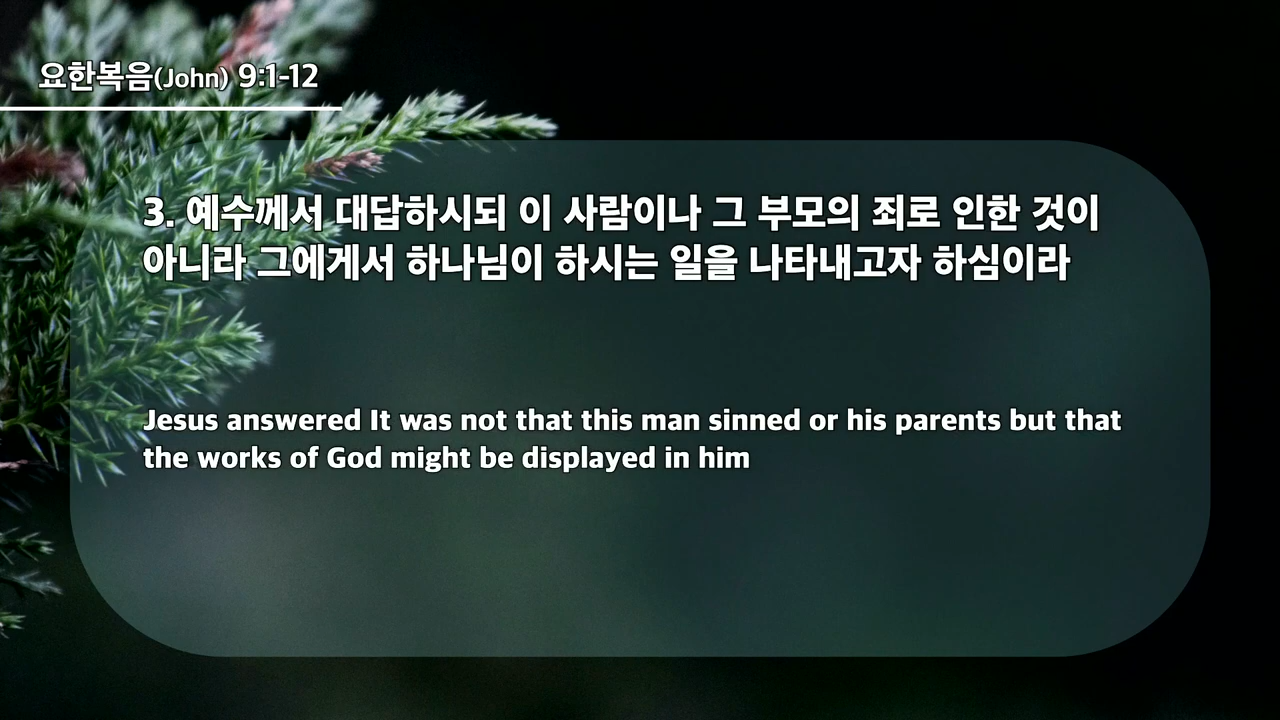 요한복음(John) 9:1-12
3. 예수께서 대답하시되 이 사람이나 그 부모의 죄로 인한 것이
아니라 그에게서 하나님이 하시는 일을 나타내고자 하심이라
Jesus answered It was not that this man sinned or his parents but that
the works of God might be displayed in him